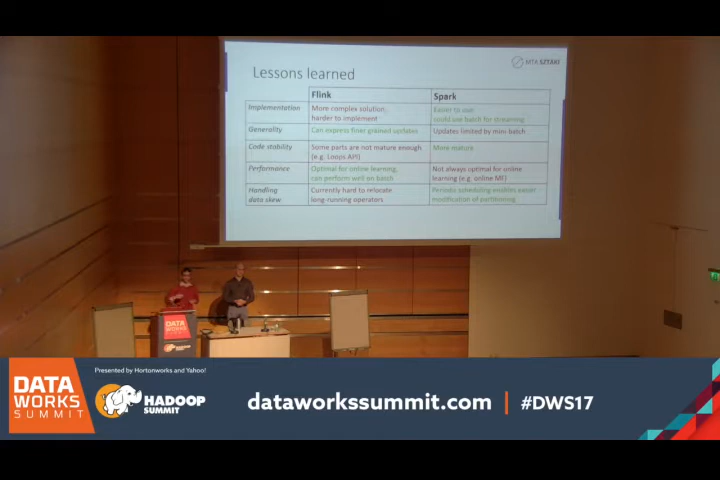 Lessons learned
MTA SZTAKI
Flink
Spark
Implementation
More complex solution,
harder to implement
Easier to use
could use batch for streaming
Generality
Can express finer grained updates
Updates limited by mini-batch
Code stability
Some parts are not mature enough
(e.g. Loops API)
More mature
Performance
Optimal for online learning,
can perform well on batch
Not always optimal for online
learning (e.g. online MF)
Handling
data skew
Currently hard to relocate
long-running operators
Periodic scheduling enables easier
modification of partitioning
DATA
WORKS
DATA
WORKS
SUMMIT
Presented by Hortonworks and Yahoo!
HADOOP
SUMMIT
dataworkssummit.com
#DWS17